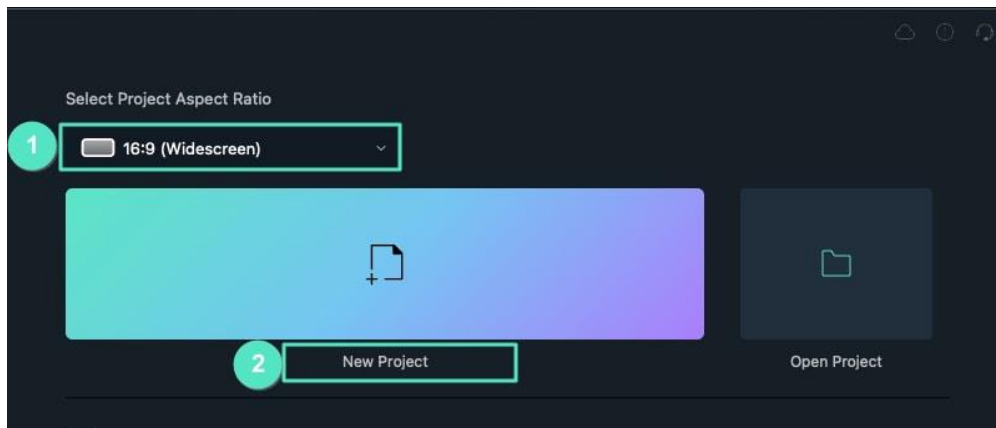 Select Project Aspect Ratio
1
16:9 (Widescreen)
2
New Project
Open Project